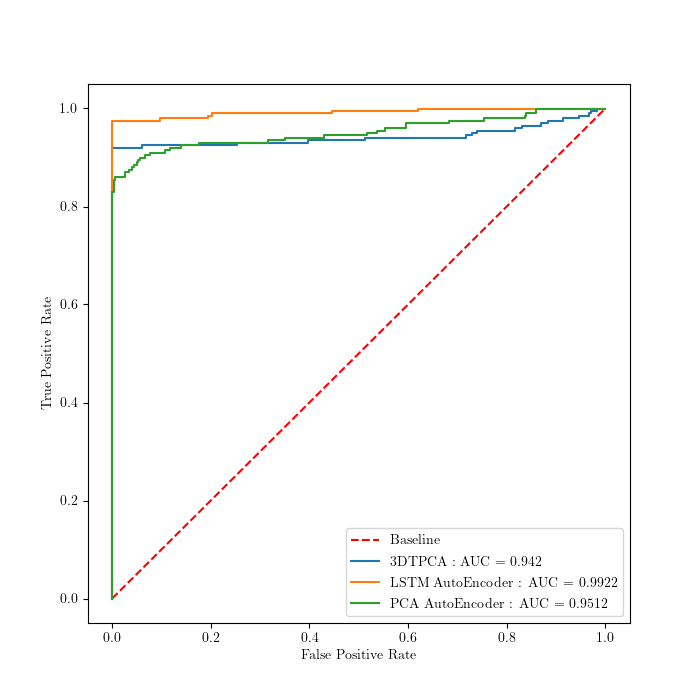 1.0
0.8
0.6
0.4
0.2
0.0
True Positive Rate
0.0 0.2 0.4 0.6 0.8 1.0
False Positive Rate
Baseline
3DTPCA : AUC = 0.942
LSTM AutoEncoder : AUC = 0.9922
PCA AutoEncoder : AUC = 0.9512